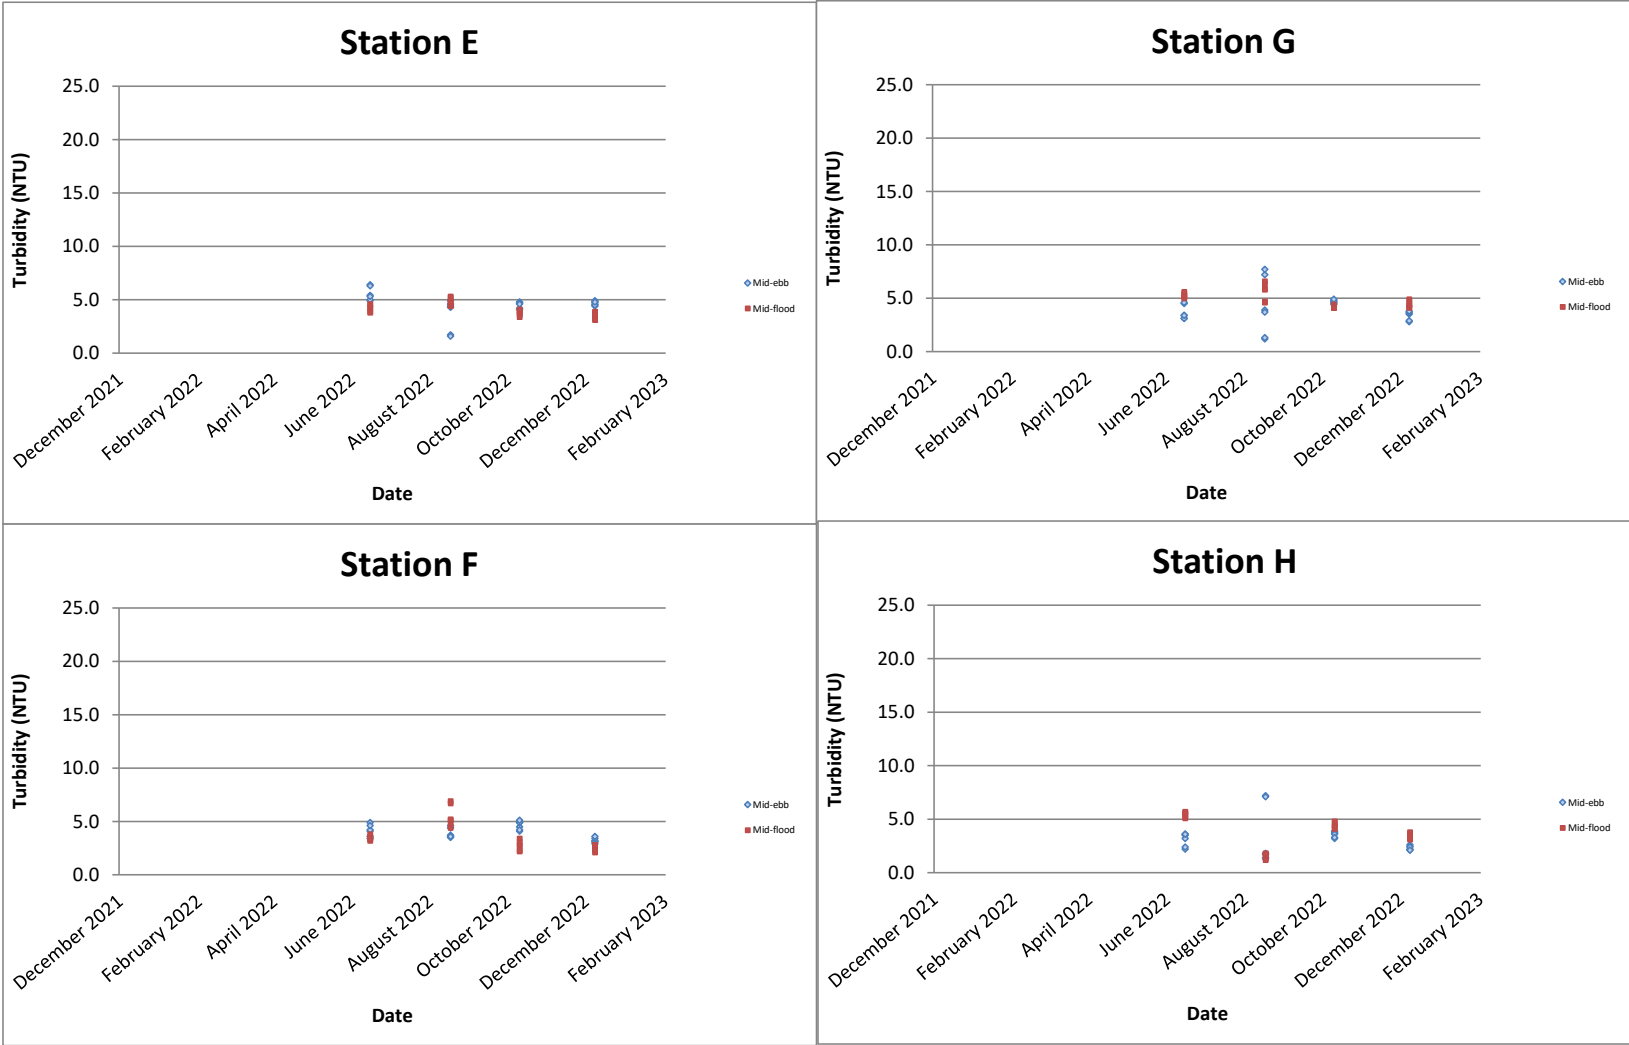 Station E
25.0
20.0
15.0
10.0
5.0
0.0
Turbidity (NTU)
December 2021
February 2022
April 2022
June 2022
August 2022
October 2022
December 2022
February 2023
Date
Mid-ebb
Mid-flood
Station G
25.0
20.0
15.0
10.0
5.0
0.0
Turbidity (NTU)
December 2021
February 2022
April 2022
June 2022
August 2022
October 2022
December 2022
February 2023
Date
Mid-ebb
Mid-flood
Station F
25.0
20.0
15.0
10.0
5.0
0.0
Turbidity (NTU)
December 2021
February 2022
April 2022
June 2022
August 2022
October 2022
December 2022
February 2023
Date
Mid-ebb
Mid-flood
Station H
25.0
20.0
15.0
10.0
5.0
0.0
Turbidity (NTU)
December 2021
February 2022
April 2022
June 2022
August 2022
October 2022
December 2022
February 2023
Date
Mid-ebb
Mid-flood